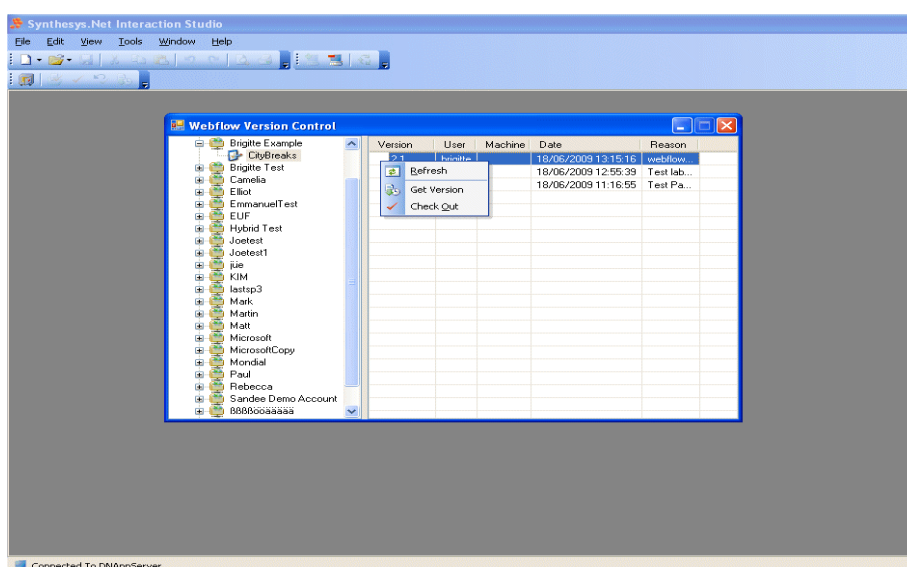 Synthesys.Net Interaction Studio
File Edit View Tools Window Help
Webflow Version Control
Brigitte Example
CityBreaks
Brigitte Test
Camelia
Elliot
EmmanuelTest
EUF
Hybrid Test
Joetest
Joetest1
KIM
lastsp3
Mark
Martin
Matt
Microsoft
MicrosoftCopy
Mondial
Paul
Rebecca
Sandee Demo Account
Version User Machine Date Reason
2.1 brigitte 18/06/2009 13:15:16 webflow...
18/06/2009 12:55:39 Test lab...
18/06/2009 11:16:55 Test Pa...
Refresh
Get Version
Check Out
Connected To DNAppServer